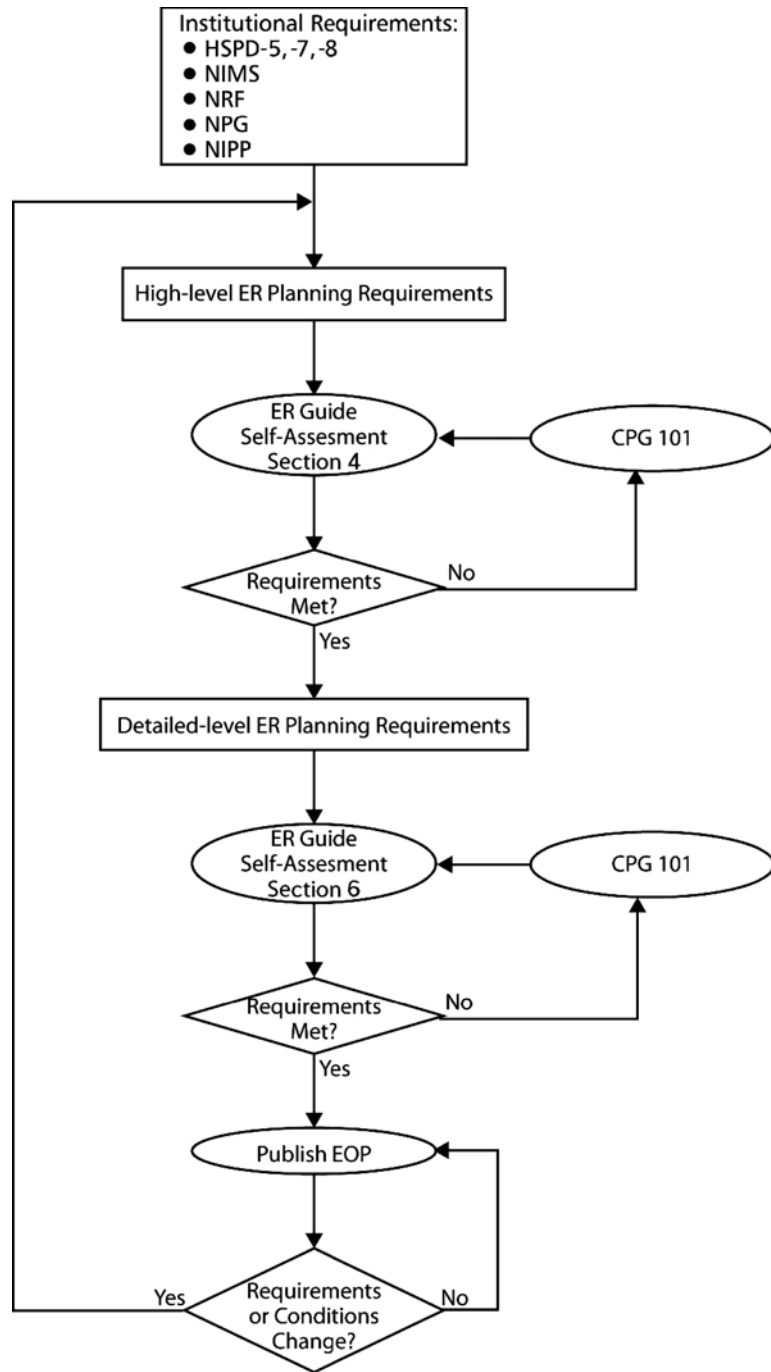 Institutional Requirements:
● HSPD-5, -7, -8
● NIMS
● NRF
● NPG
● NIPP
High-level ER Planning Requirements
ER Guide
Self-Assesment
Section 4
CPG 101
Requirements
Met?
No
Yes
Detailed-level ER Planning Requirements
ER Guide
Self-Assesment
Section 6
CPG 101
Requirements
Met?
No
Yes
Publish EOP
Yes
Requirements
or Conditions
Change?
No